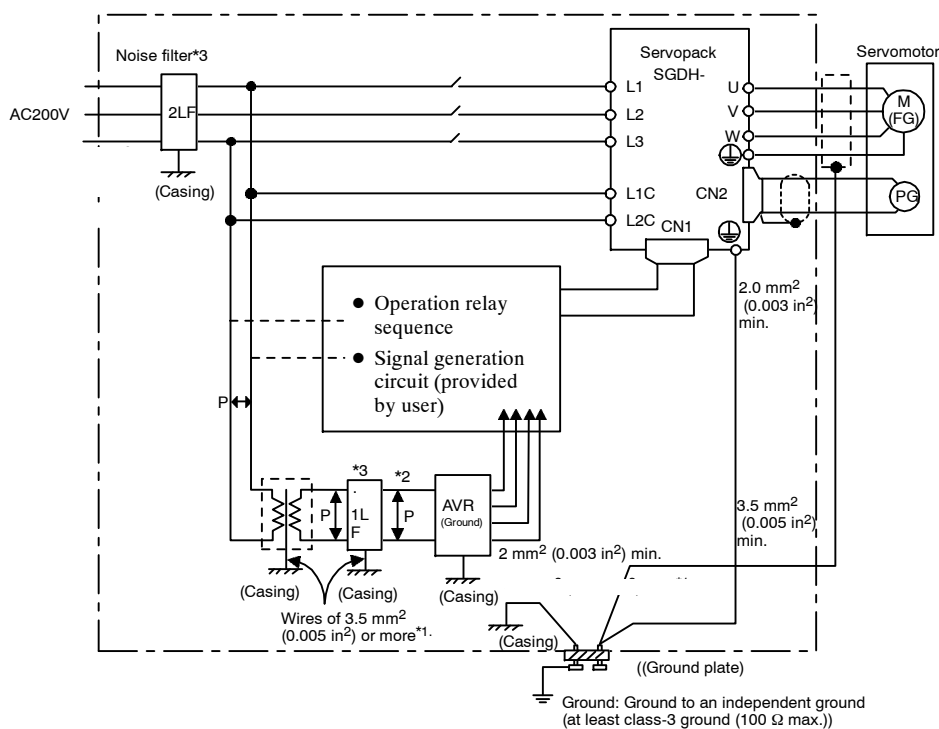 Noise filter*3
AC200V
2LF
(Casing)
Servopack
SGDH-
L1
L2
L3
L1C
L2C
U
V
W
CN2
CN1
Servomotor
M
(FG)
PG
● Operation relay
sequence
● Signal generation
circuit (provided
by user)
2.0 mm²
(0.003 in²)
min.
P
*3
*2
P
1L
F
P
AVR
(Ground)
3.5 mm²
(0.005 in²)
min.
2 mm² (0.003 in²) min.
(Casing)
(Casing)
(Casing)
Wires of 3.5 mm²
(0.005 in²) or more*1.
(Casing)
((Ground plate)
Ground: Ground to an independent ground
(at least class-3 ground (100 Ω max.))